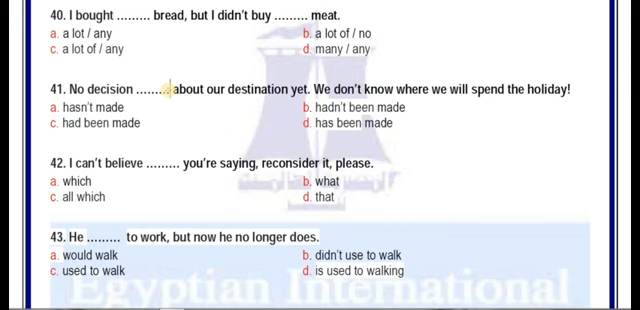 40. I bought ......... bread, but I didn't buy ......... meat.
a. a lot / any b. a lot of / no
c. a lot of / any d. many / any
41. No decision ......... about our destination yet. We don't know where we will spend the holiday!
a. hasn't made b. hadn't been made
c. had been made d. has been made
42. I can't believe ......... you're saying, reconsider it, please.
a. which b. what
c. all which d. that
43. He ......... to work, but now he no longer does.
a. would walk b. didn't use to walk
c. used to walk d. is used to walking
Egyptian International